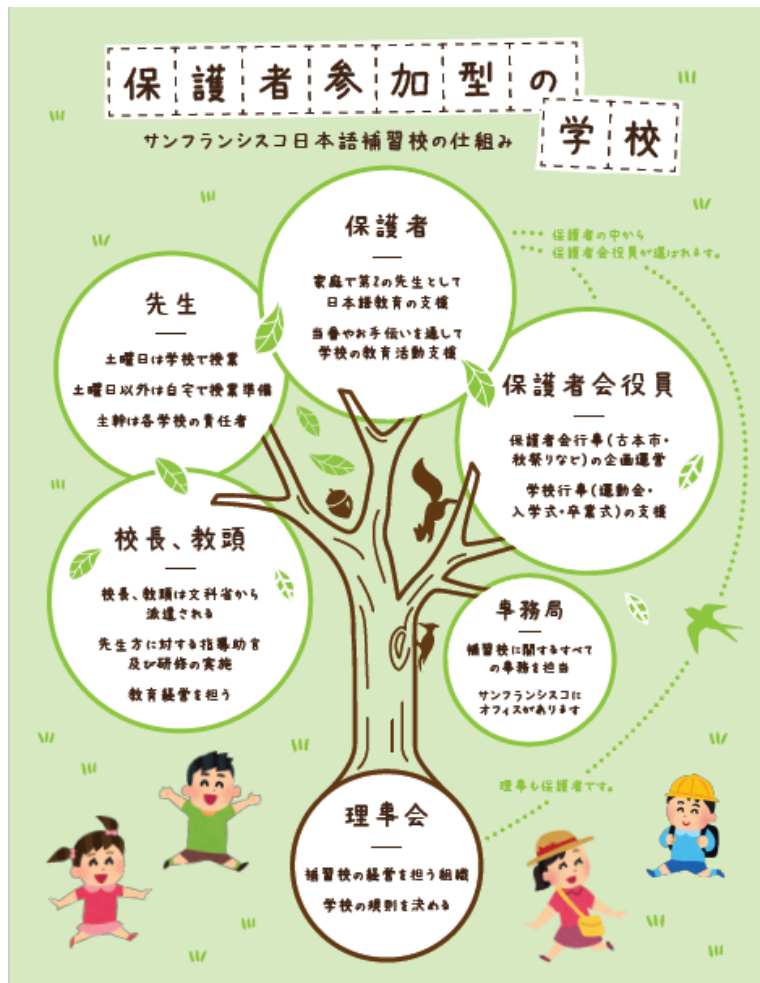 保護者参加型の
学校
サンフランシスコ日本語補習校の仕組み
保護者
家庭で第2の先生として
日本語教育の支援
当番やお手伝いを通して
学校の教育活動支援
保護者の中から
保護者会役員が選ばれます。
先生
土曜日は学校で授業
土曜日以外は自宅で授業準備
主幹は各学校の責任者
保護者会役員
保護者会行事(古本市・
秋祭りなど)の企画運営
学校行事(運動会・
入学式・卒業式)の支援
校長、教頭
校長、教頭は文科省から
派遣される
先生方に対する指導助言
及び研修の実施
教育経営を担う
事務局
補習校に関するすべて
の事務を担当
サンフランシスコに
オフィスがあります
理事も保護者です。
理事会
補習校の経営を担う組織
学校の規則を決める